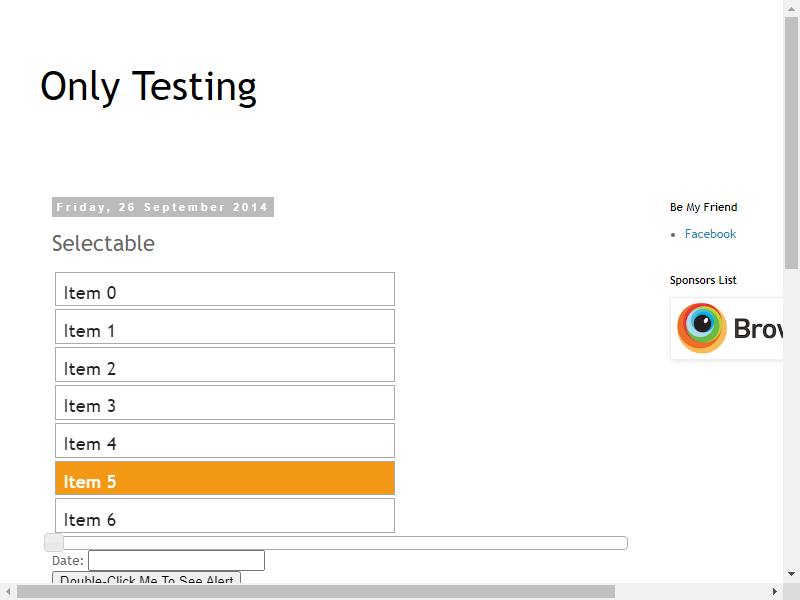 Only Testing
Friday, 26 September 2014
Selectable
Item 0
Item 1
Item 2
Item 3
Item 4
Item 5
Item 6
Date:
Double-Click Me To See Alert
Be My Friend
Facebook
Sponsors List